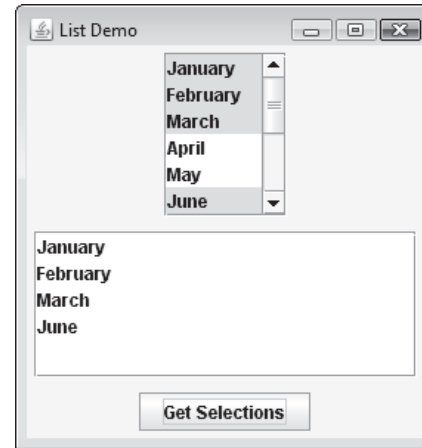 List Demo
January
February
March
April
May
June
January
February
March
June
Get Selections